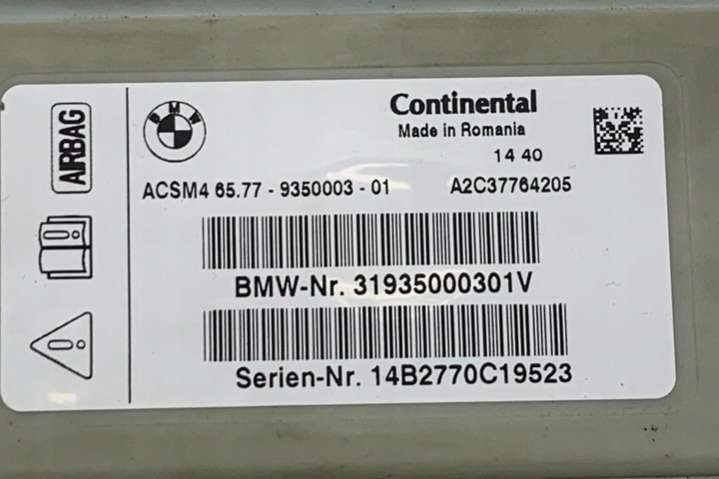 AIRBAG
BMW
Continental
Made in Romania
14 40
ACSM4 65.77 - 9350003 - 01 A2C37764205
BMW-Nr. 31935000301V
Serien-Nr. 14B2770C19523